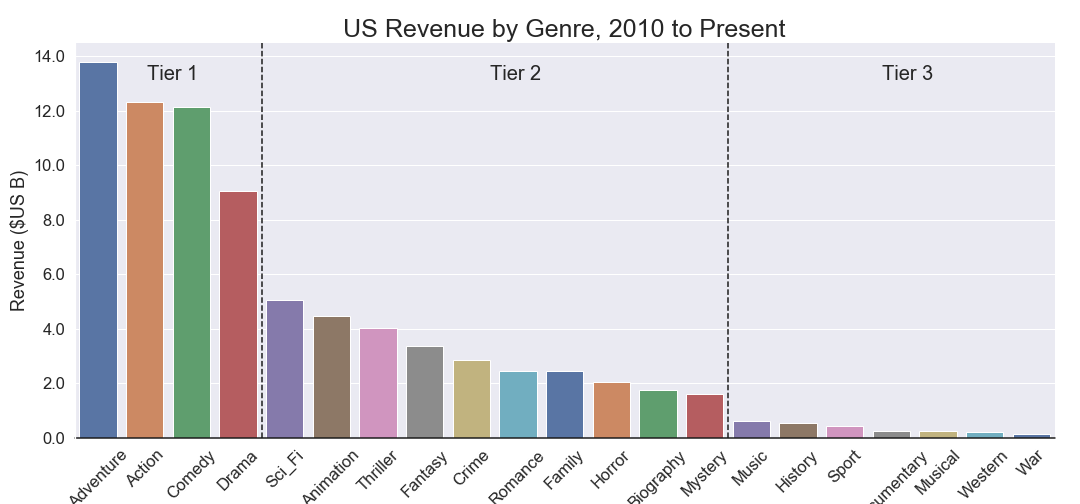 US Revenue by Genre, 2010 to Present
Tier 1 Tier 2 Tier 3
Revenue ($US B)
14.0
12.0
10.0
8.0
6.0
4.0
2.0
0.0
Adventure
Action
Comedy
Drama
Sci_Fi
Animation
Thriller
Fantasy
Crime
Romance
Family
Horror
Biography
Mystery
Music
History
Sport
umentary
Musical
Western
War